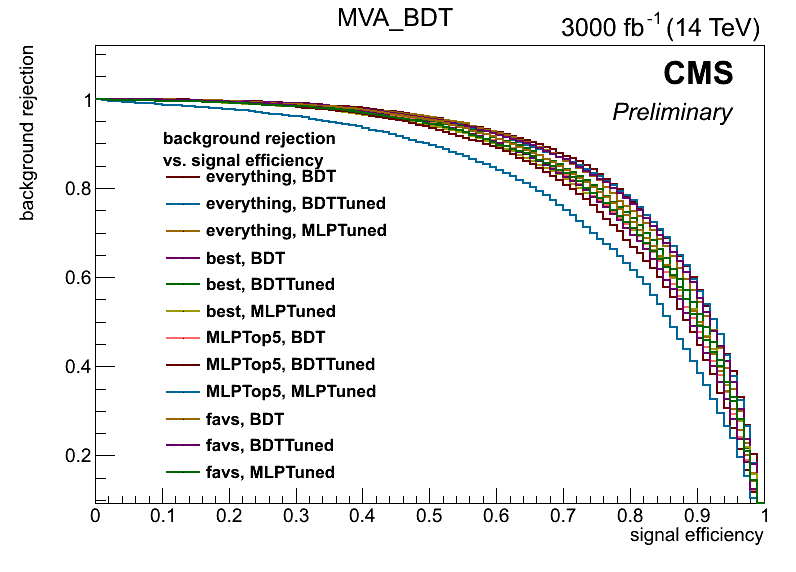 MVA_BDT
3000 fb-1 (14 TeV)
CMS
Preliminary
background rejection
1
0.8
0.6
0.4
0.2
background rejection
vs. signal efficiency
everything, BDT
everything, BDTTuned
everything, MLPTuned
best, BDT
best, BDTTuned
best, MLPTuned
MLPTop5, BDT
MLPTop5, BDTTuned
MLPTop5, MLPTuned
favs, BDT
favs, BDTTuned
favs, MLPTuned
0 0.1 0.2 0.3 0.4 0.5 0.6 0.7 0.8 0.9 1
signal efficiency